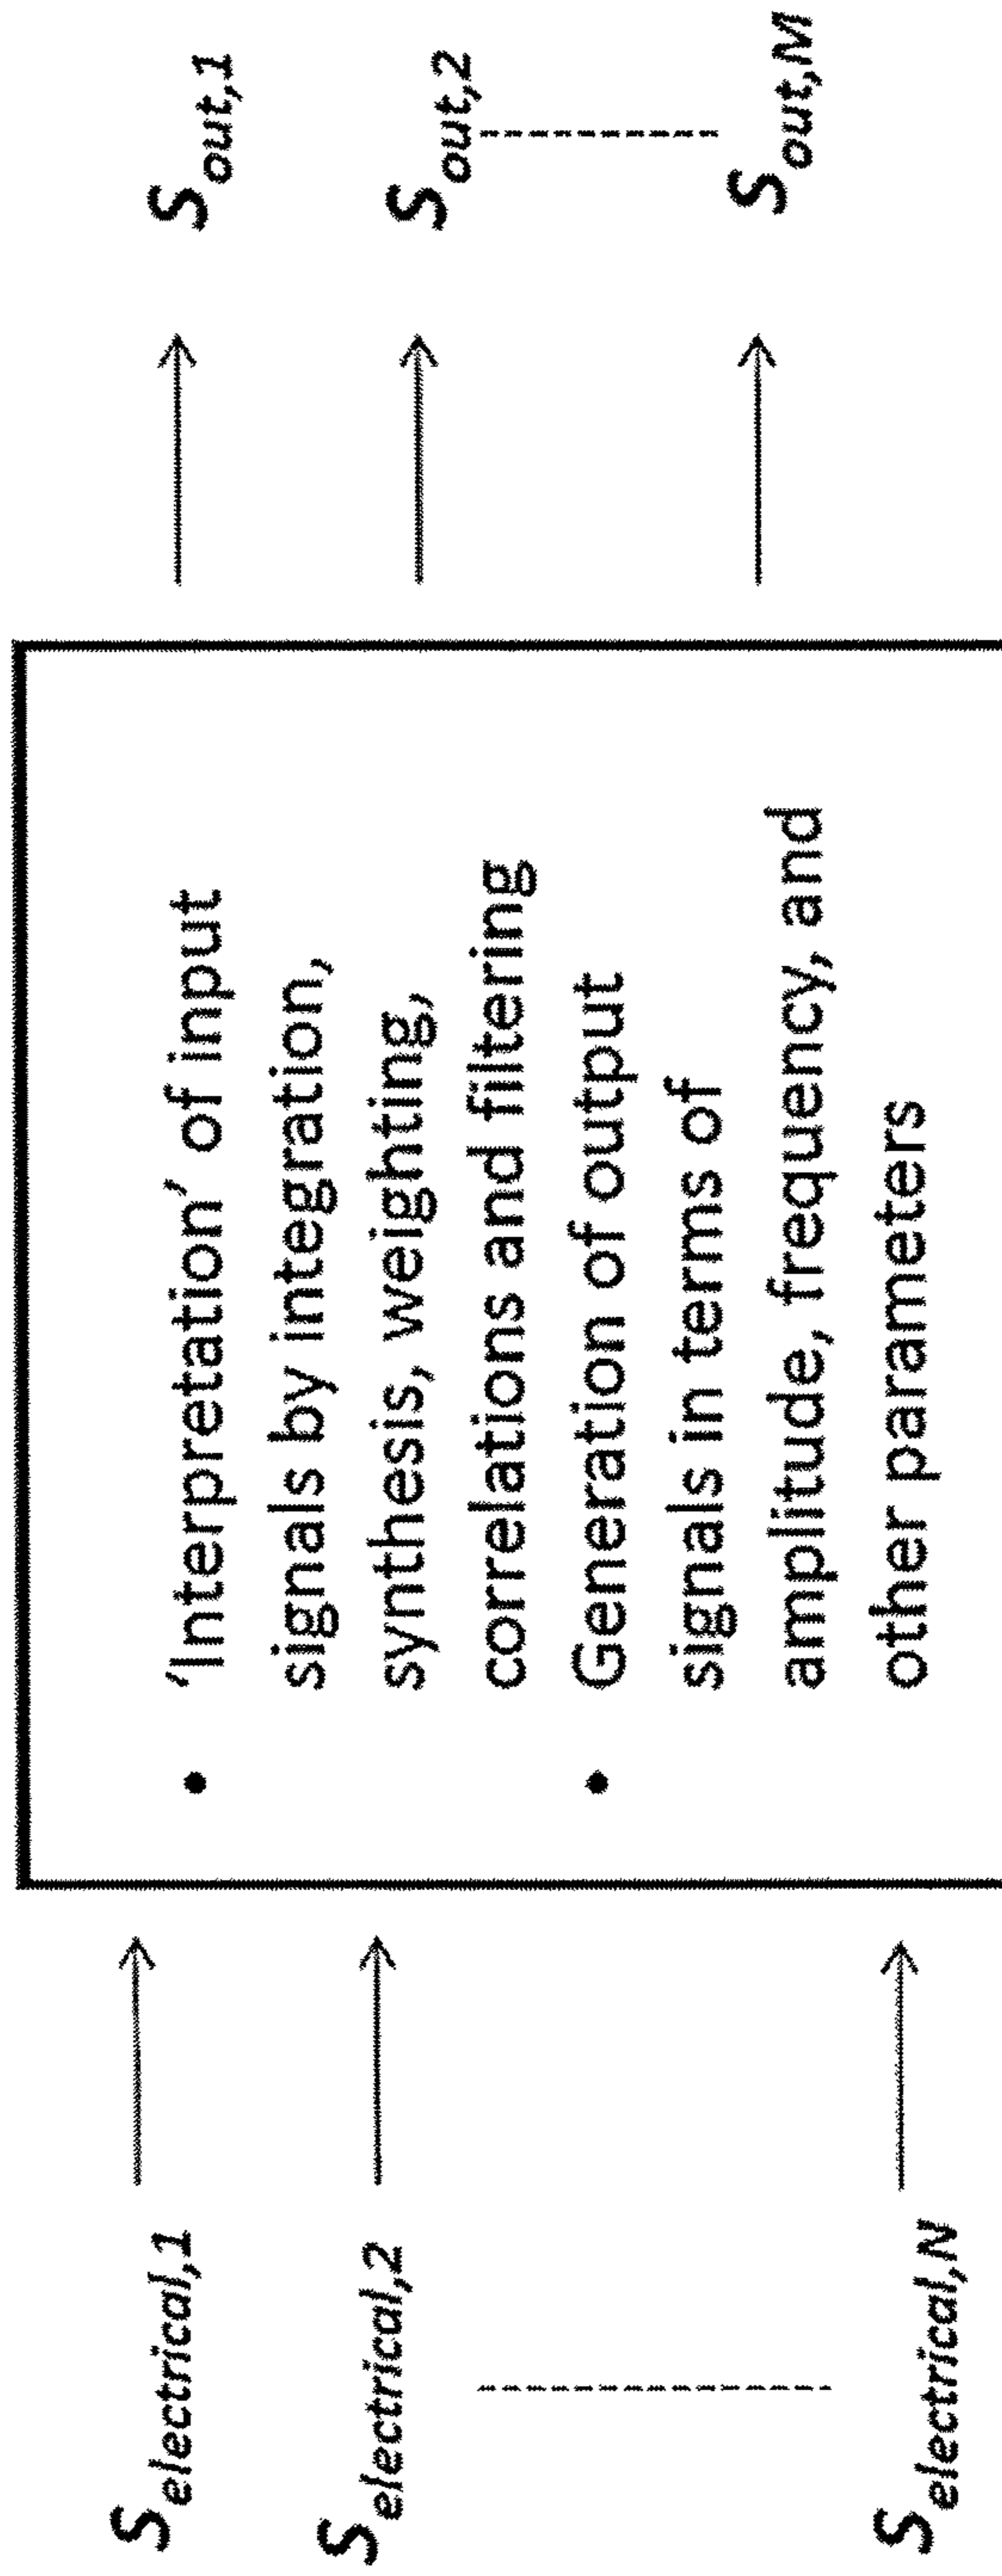 S_electrical,1
S_electrical,2
S_electrical,N
• 'Interpretation' of input
signals by integration,
synthesis, weighting,
correlations and filtering
• Generation of output
signals in terms of
amplitude, frequency, and
other parameters
S_out,1
S_out,2
S_out,M